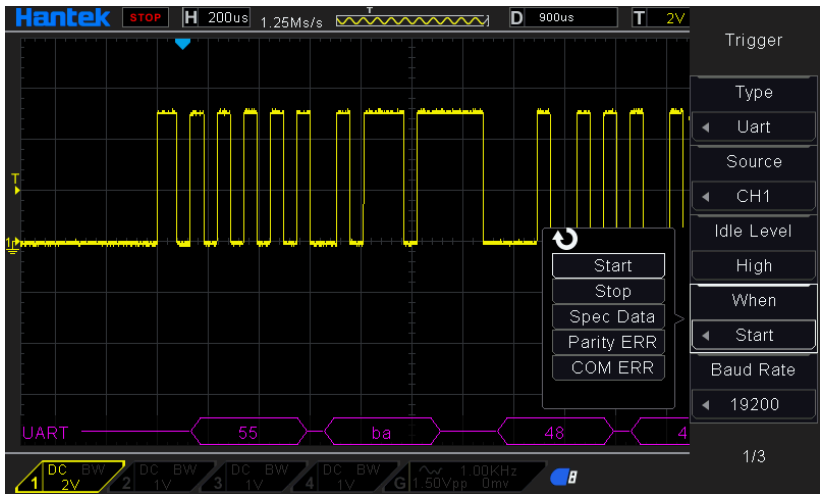 Hantek STOP H 200us 1.25Ms/s T D 900us T 2V
Trigger
Type
Uart
Source
CH1
Idle Level
High
When
Start
Baud Rate
19200
1/3
T
1
Start
Stop
Spec Data
Parity ERR
COM ERR
UART 55 ba 48 4
1 DC BW 2V 2 DC BW 1V 3 DC BW 1V 4 DC BW 1V G 1.00KHz 1.50Vpp 0mv